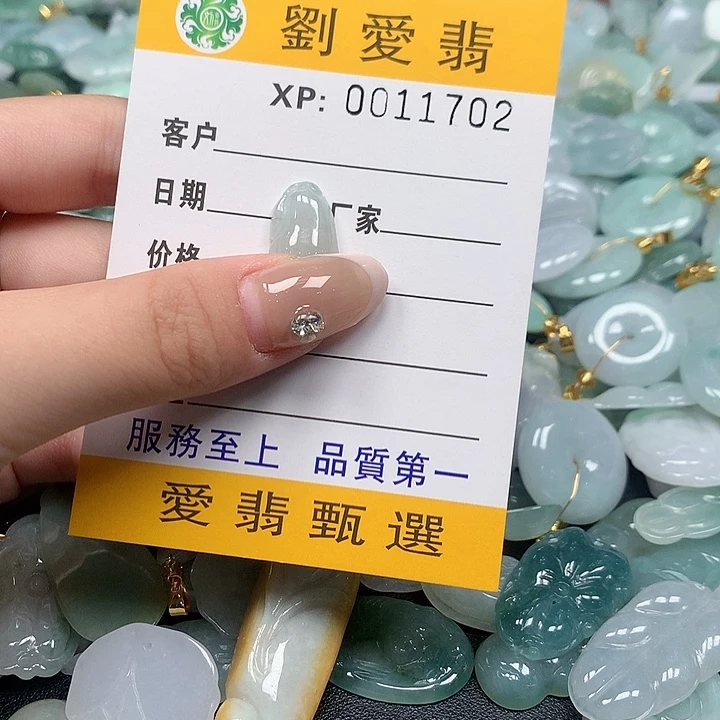 劉愛翡
XP: 0011702
客户
日期 厂家
价格
服務至上 品質第一
愛翡甄選